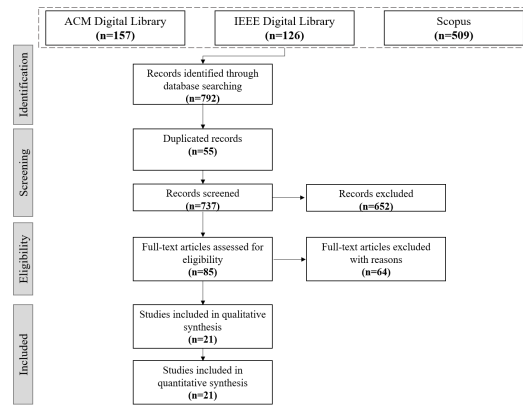 ACM Digital Library
(n=157)
IEEE Digital Library
(n=126)
Scopus
(n=509)
Identification
Records identified through
database searching
(n=792)
Screening
Duplicated records
(n=55)
Records screened
(n=737)
Records excluded
(n=652)
Eligibility
Full-text articles assessed for
eligibility
(n=85)
Full-text articles excluded
with reasons
(n=64)
Included
Studies included in qualitative
synthesis
(n=21)
Studies included in
quantitative synthesis
(n=21)